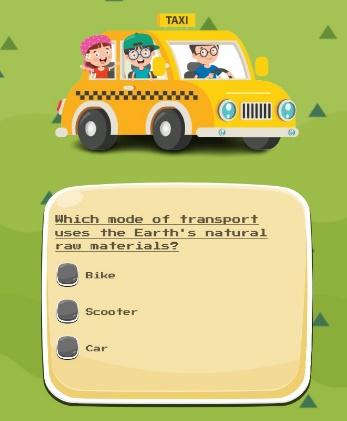 TAXI
Which mode of transport
uses the Earth's natural
raw materials?
Bike
Scooter
Car